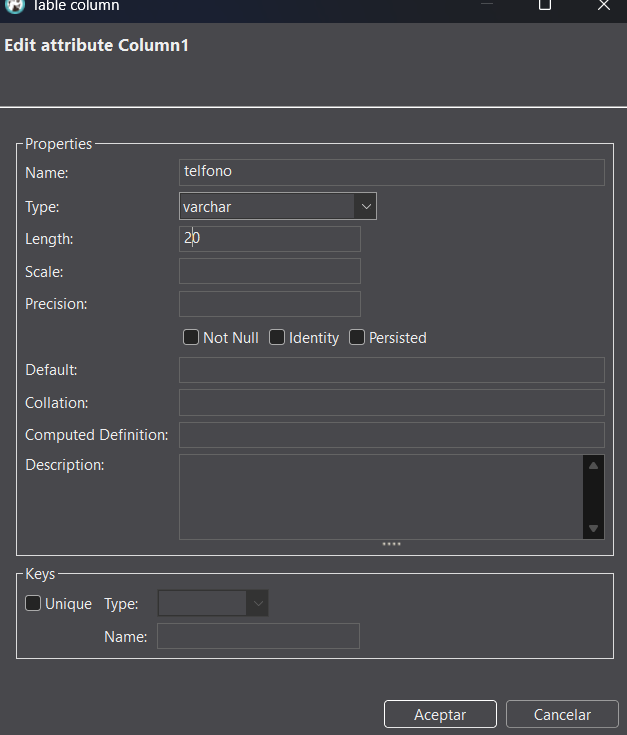 Table column
Edit attribute Column1
Properties
Name: telfono
Type: varchar
Length: 20
Scale:
Precision:
Not Null Identity Persisted
Default:
Collation:
Computed Definition:
Description:
Keys
Unique Type:
Name:
Aceptar Cancelar